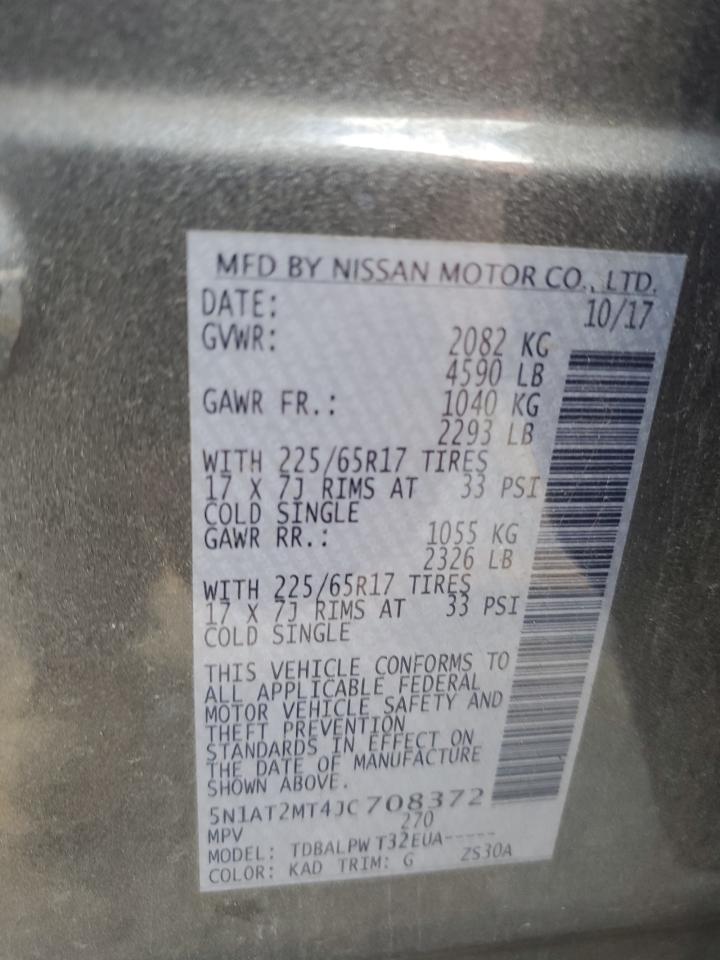 MFD BY NISSAN MOTOR CO., LTD.
DATE: 10/17
GVWR: 2082 KG
4590 LB
GAWR FR.: 1040 KG
2293 LB
WITH 225/65R17 TIRES
17 X 7J RIMS AT 33 PSI
COLD SINGLE
GAWR RR.: 1055 KG
2326 LB
WITH 225/65R17 TIRES
17 X 7J RIMS AT 33 PSI
COLD SINGLE
THIS VEHICLE CONFORMS TO
ALL APPLICABLE FEDERAL
MOTOR VEHICLE SAFETY AND
THEFT PREVENTION
STANDARDS IN EFFECT ON
THE DATE OF MANUFACTURE
SHOWN ABOVE.
5N1AT2MT4JC708372
MPV 270
MODEL: TDBALPW T32EUA-----
COLOR: KAD TRIM: G ZS30A